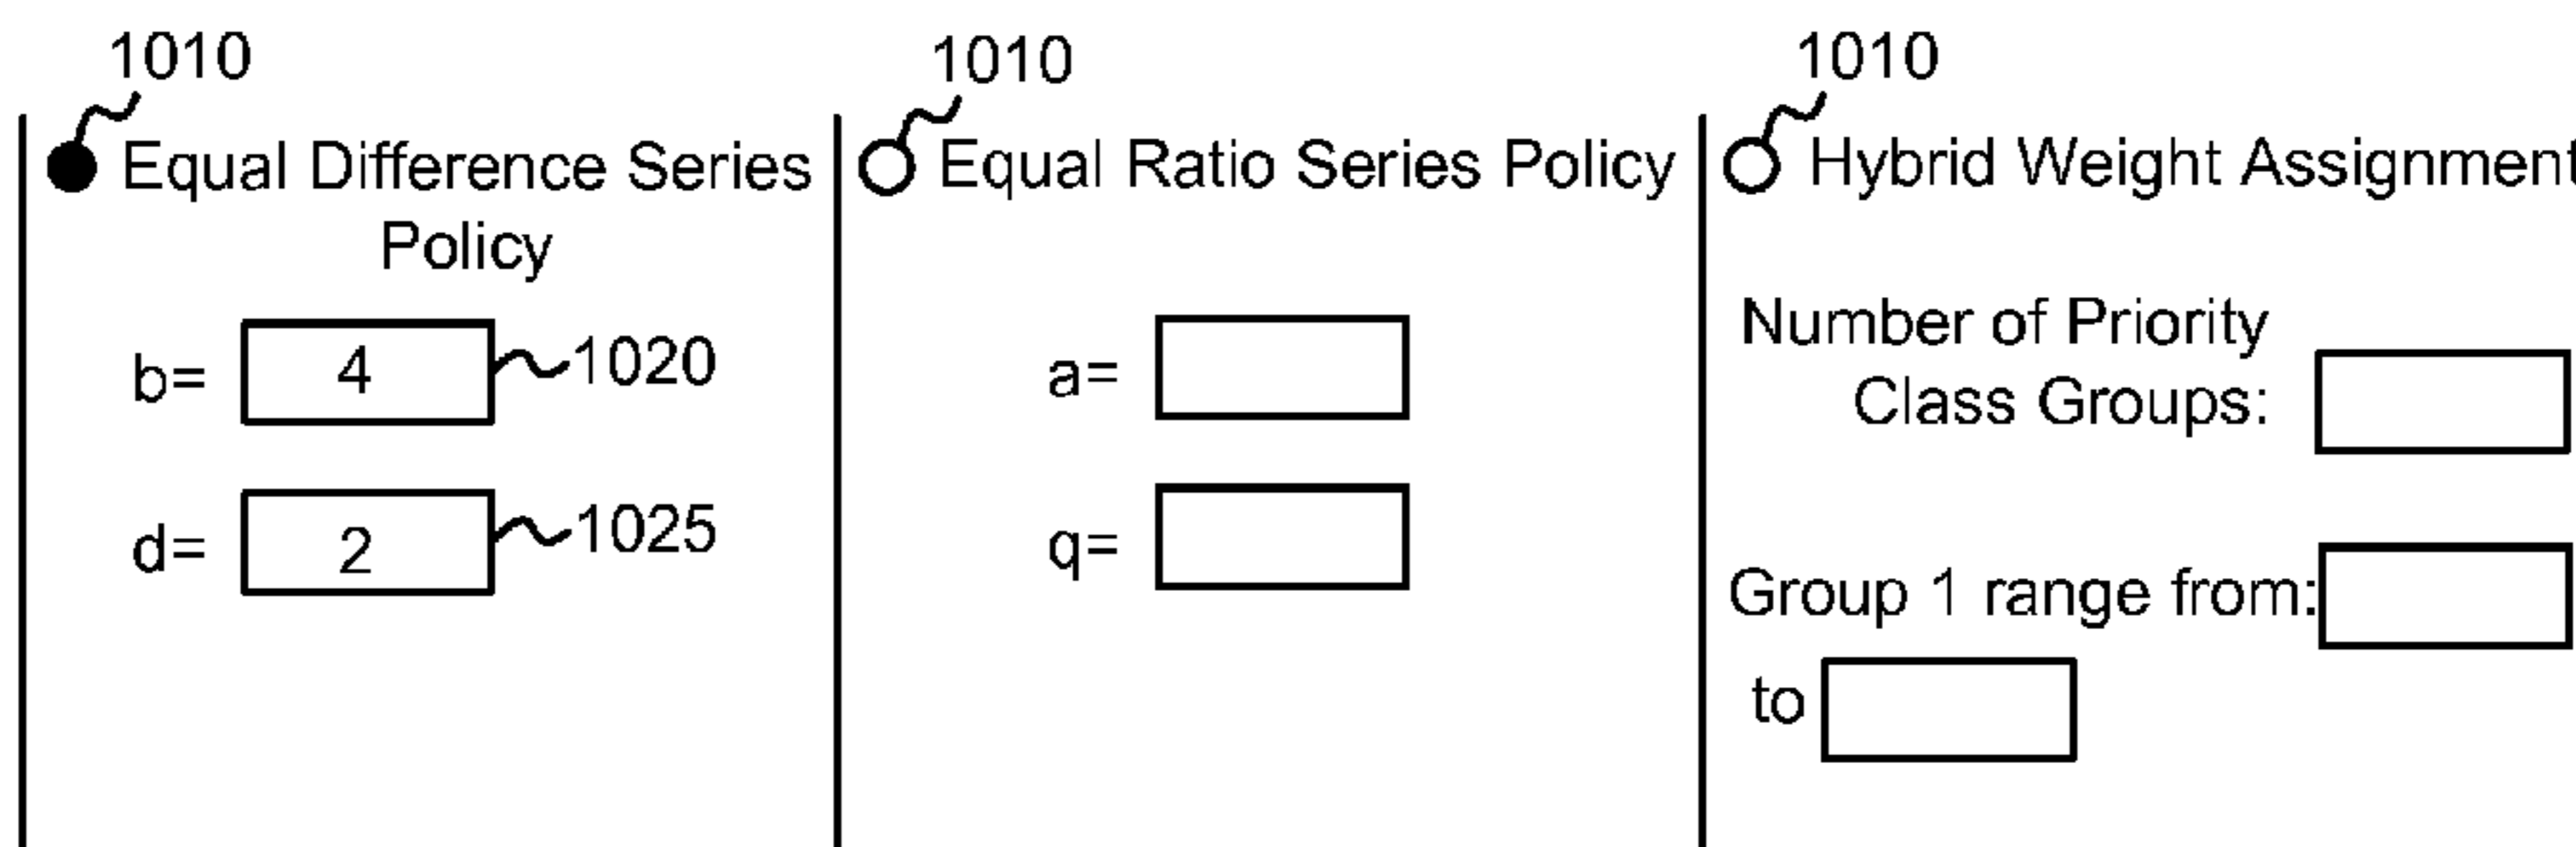 1010
Equal Difference Series
Policy
b= 4 1020
d= 2 1025
1010
Equal Ratio Series Policy
a=
q=
1010
Hybrid Weight Assignment
Number of Priority
Class Groups:
Group 1 range from:
to